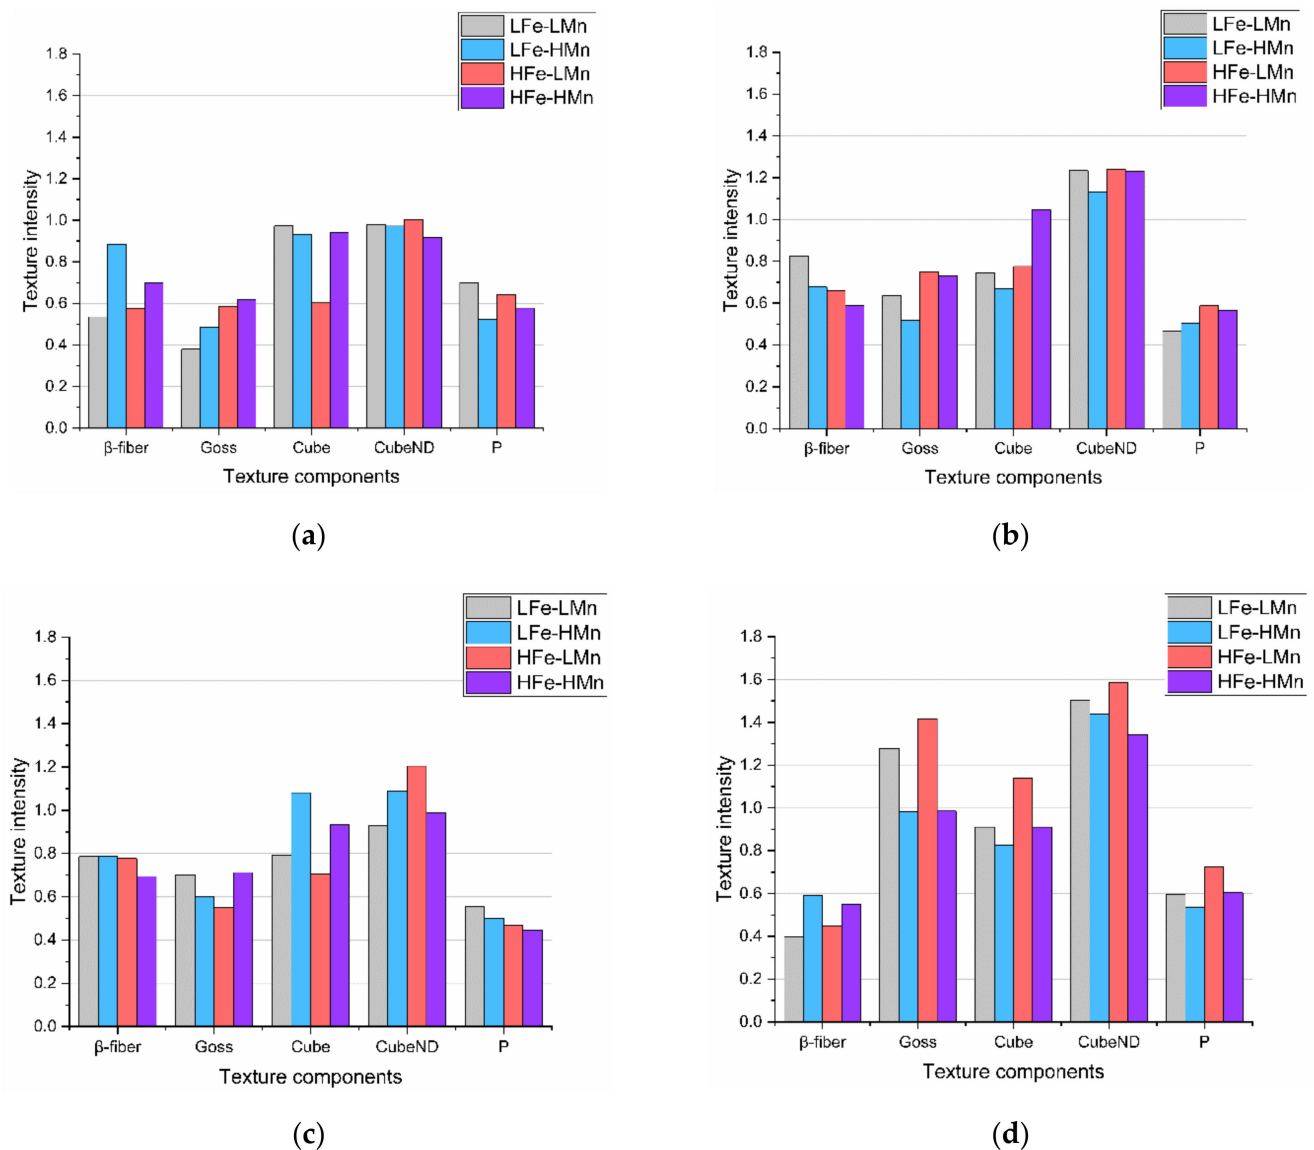 LFe-LMn
LFe-HMn
HFe-LMn
HFe-HMn
1.8
1.6
1.4
1.2
1.0
0.8
0.6
0.4
0.2
0.0
Texture intensity
β-fiber Goss Cube CubeND P
Texture components
(a)
LFe-LMn
LFe-HMn
HFe-LMn
HFe-HMn
1.8
1.6
1.4
1.2
1.0
0.8
0.6
0.4
0.2
0.0
Texture intensity
β-fiber Goss Cube CubeND P
Texture components
(b)
LFe-LMn
LFe-HMn
HFe-LMn
HFe-HMn
1.8
1.6
1.4
1.2
1.0
0.8
0.6
0.4
0.2
0.0
Texture intensity
β-fiber Goss Cube CubeND P
Texture components
(c)
LFe-LMn
LFe-HMn
HFe-LMn
HFe-HMn
1.8
1.6
1.4
1.2
1.0
0.8
0.6
0.4
0.2
0.0
Texture intensity
β-fiber Goss Cube CubeND P
Texture components
(d)